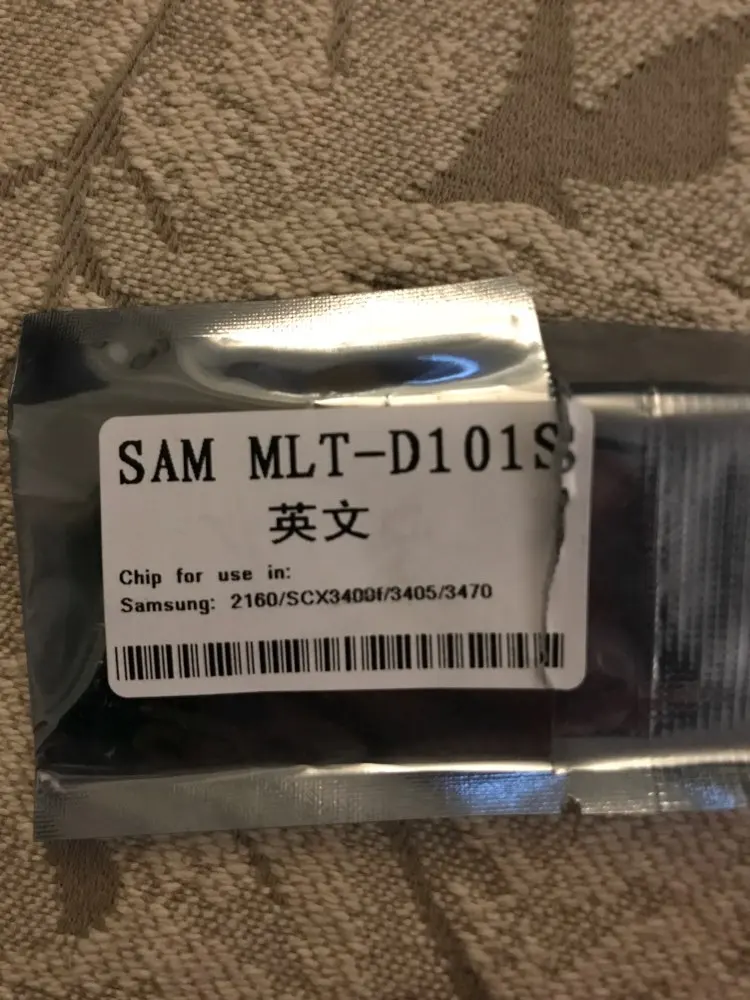 SAM MLT-D101S
英文
Chip for use in:
Samsung: 2160/SCX3400f/3405/3470